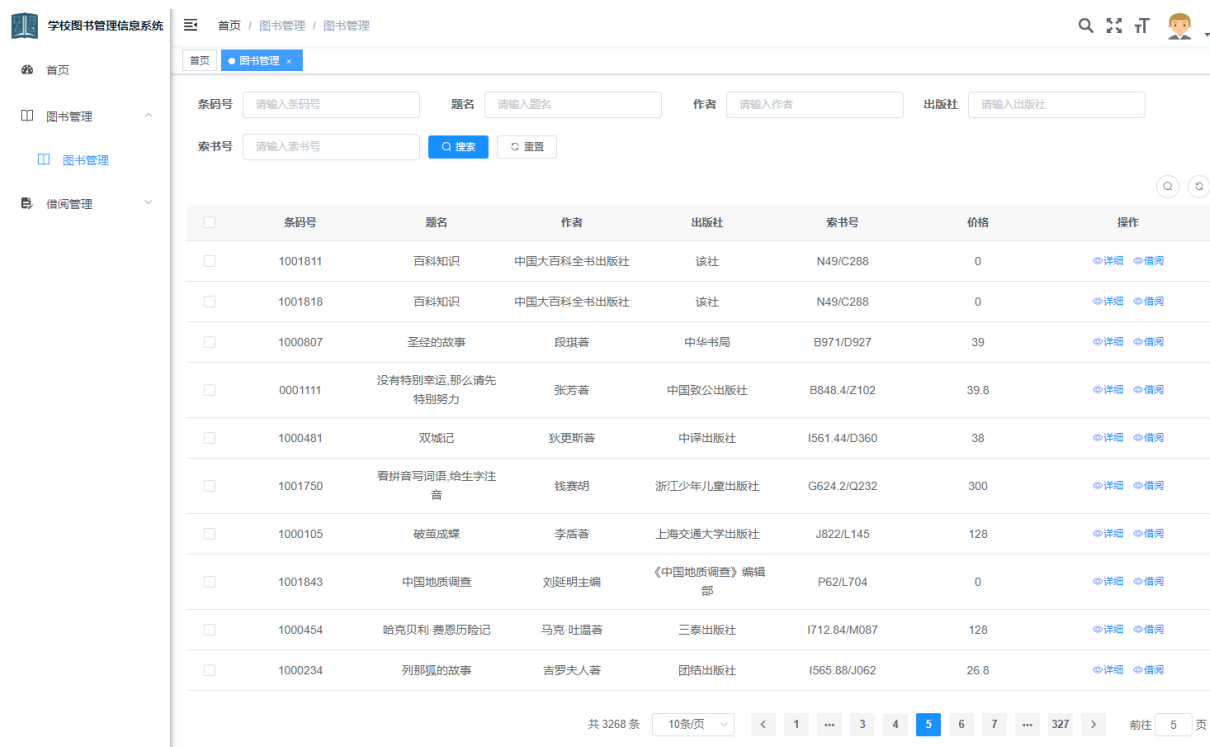 学校图书管理信息系统
首页 / 图书管理 / 图书管理
首页
图书管理 ×
首页
图书管理
图书管理
借阅管理
条码号 请输入条码号 题名 请输入题名 作者 请输入作者 出版社 请输入出版社
索书号 请输入索书号 搜索 重置
条码号 题名 作者 出版社 索书号 价格 操作
1001811 百科知识 中国大百科全书出版社 该社 N49/C288 0 详细 借阅
1001818 百科知识 中国大百科全书出版社 该社 N49/C288 0 详细 借阅
1000807 圣经的故事 段琪著 中华书局 B971/D927 39 详细 借阅
0001111 没有特别幸运,那么请先 张芳著 中国致公出版社 B848.4/Z102 39.8 详细 借阅
特别努力
1000481 双城记 狄更斯著 中译出版社 I561.44/D360 38 详细 借阅
1001750 看拼音写词语,给生字注 钱赛胡 浙江少年儿童出版社 G624.2/Q232 300 详细 借阅
音
1000105 破茧成蝶 李盾著 上海交通大学出版社 J822/L145 128 详细 借阅
1001843 中国地质调查 刘延明主编 《中国地质调查》编辑 P62/L704 0 详细 借阅
部
1000454 哈克贝利·费恩历险记 马克·吐温著 三秦出版社 I712.84/M087 128 详细 借阅
1000234 列那狐的故事 吉罗夫人著 团结出版社 I565.88/J062 26.8 详细 借阅
共 3268 条 10条/页 < 1 ··· 3 4 5 6 7 ··· 327 > 前往 5 页